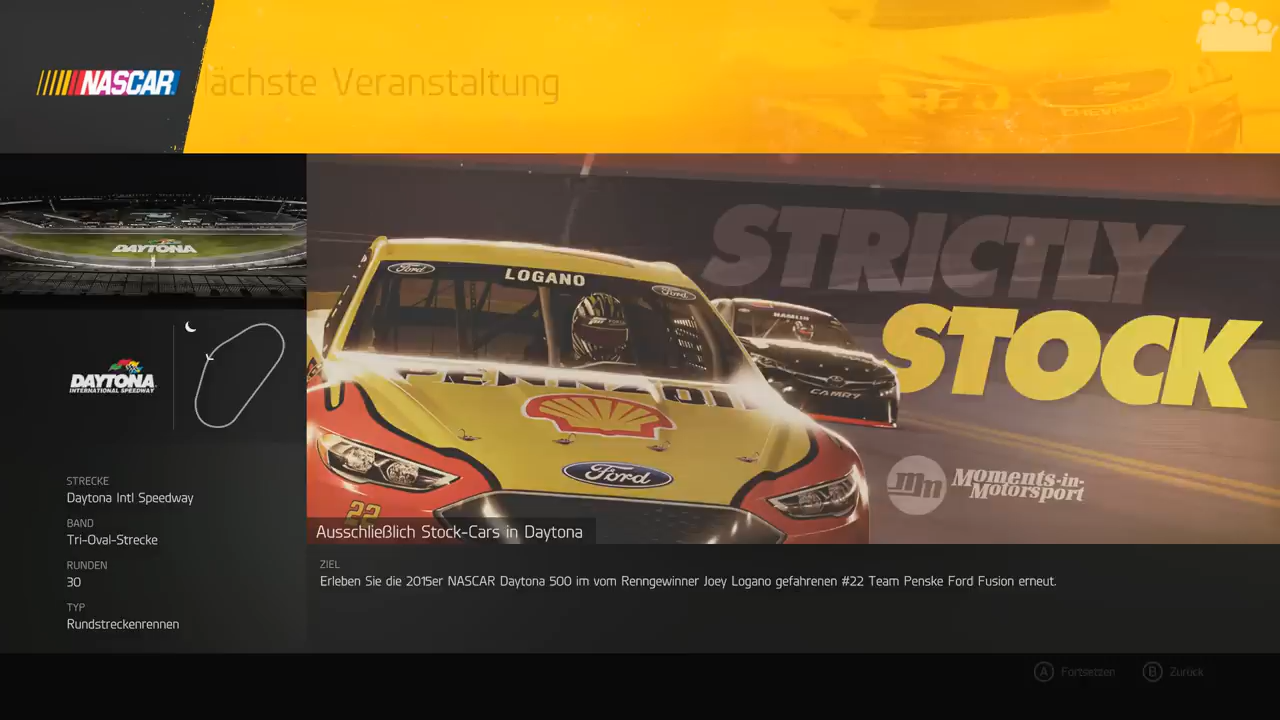 NASCAR
ächste Veranstaltung
CHEVROLET
DAYTONA
DAYTONA
INTERNATIONAL SPEEDWAY
STRECKE
Daytona Intl Speedway
BAND
Tri-Oval-Strecke
RUNDEN
30
TYP
Rundstreckenrennen
Ford
LOGANO
Ford
HAMLIN
PENNZOIL
CAMRY
Ford
22
STRICTLY
STOCK
mm Moments-in-
Motorsport
Ausschließlich Stock-Cars in Daytona
ZIEL
Erleben Sie die 2015er NASCAR Daytona 500 im vom Renngewinner Joey Logano gefahrenen #22 Team Penske Ford Fusion erneut.
A Fortsetzen B Zurück